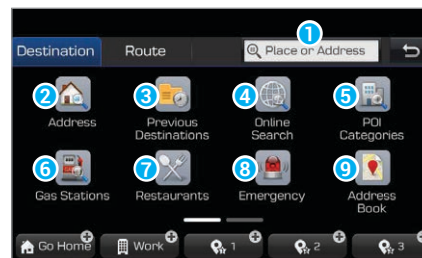 1
Destination
Route
Place or Address
2
3
4
5
Address
Previous
Destinations
Online
Search
POI
Categories
6
7
8
9
Gas Stations
Restaurants
Emergency
Address
Book
Go Home
Work
1
2
3